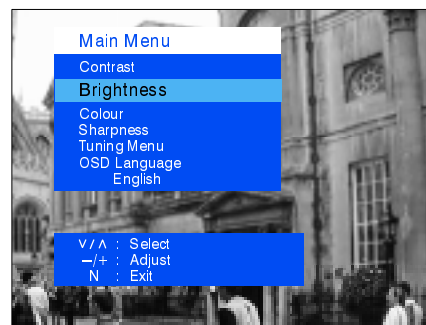 Main Menu
Contrast
Brightness
Colour
Sharpness
Tuning Menu
OSD Language
English
∨/∧ : Select
–/+ : Adjust
N : Exit